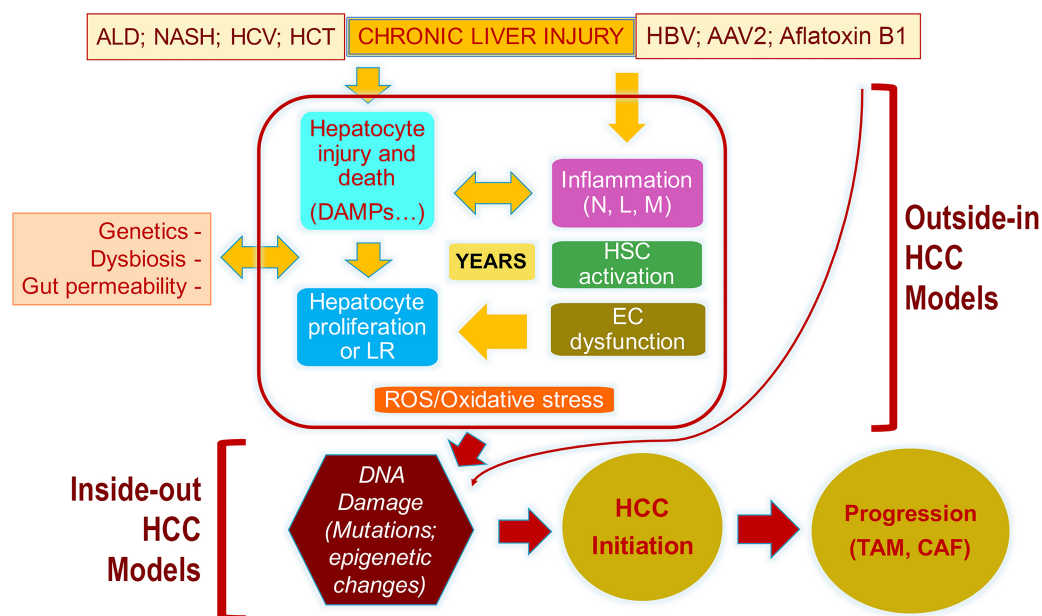 ALD; NASH; HCV; HCT
CHRONIC LIVER INJURY
HBV; AAV2; Aflatoxin B1
Hepatocyte
injury and
death
(DAMPs...)
Inflammation
(N, L, M)
Genetics -
Dysbiosis -
Gut permeability -
YEARS
HSC
activation
Hepatocyte
proliferation
or LR
EC
dysfunction
ROS/Oxidative stress
Outside-in
HCC
Models
Inside-out
HCC
Models
DNA
Damage
(Mutations;
epigenetic
changes)
HCC
Initiation
Progression
(TAM, CAF)